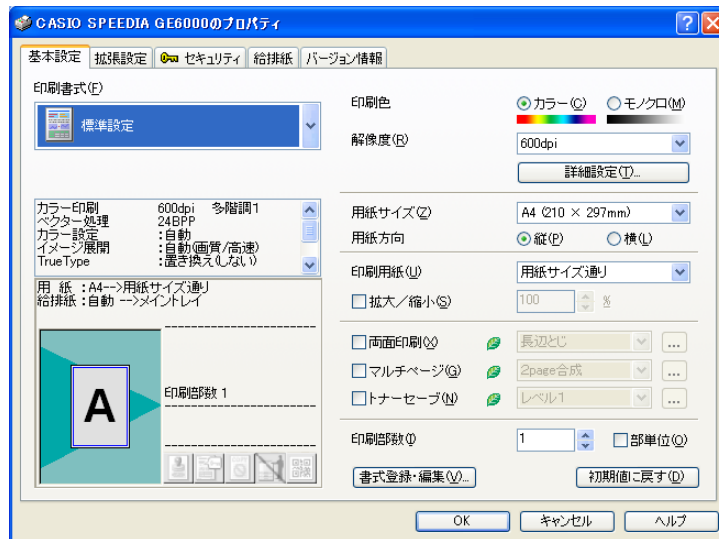 CASIO SPEEDIA GE6000のプロパティ
基本設定 拡張設定 セキュリティ 給排紙 バージョン情報
印刷書式(F)
標準設定
カラー印刷 600dpi 多階調1
ベクター処理 24BPP
カラー設定 :自動
イメージ展開 :自動(画質/高速)
TrueType :置き換え(しない)
用 紙 :A4-->用紙サイズ通り
給排紙:自動 -->メイントレイ
A
印刷部数 1
印刷色 カラー(C) モノクロ(M)
解像度(R) 600dpi
詳細設定(T)...
用紙サイズ(Z) A4 (210 × 297mm)
用紙方向 縦(P) 横(L)
印刷用紙(U) 用紙サイズ通り
拡大/縮小(S) 100 %
両面印刷(X) 長辺とじ ...
マルチページ(G) 2page合成 ...
トナーセーブ(N) レベル1 ...
印刷部数(I) 1 部単位(O)
書式登録・編集(V)... 初期値に戻す(D)
OK キャンセル ヘルプ